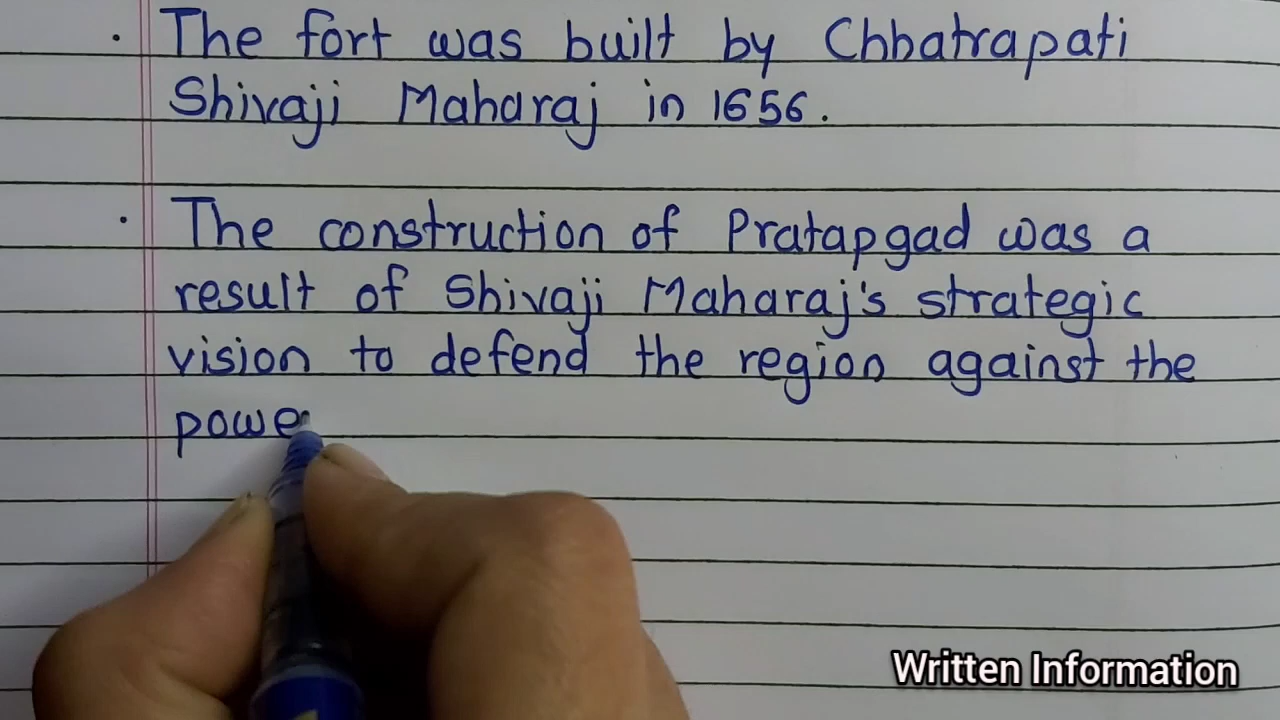 · The fort was built by Chhatrapati
Shivaji Maharaj in 1656.
· The construction of Pratapgad was a
result of Shivaji Maharaj's strategic
vision to defend the region against the
powe
Written Information